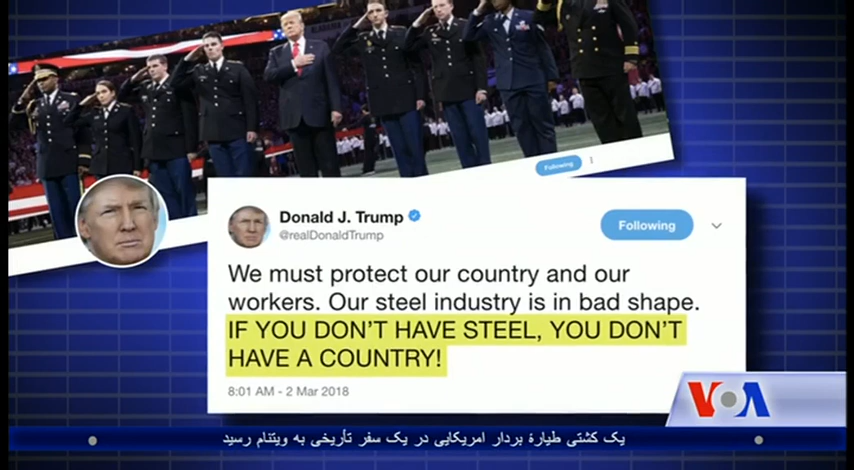 Following
Donald J. Trump
@realDonaldTrump
Following
We must protect our country and our
workers. Our steel industry is in bad shape.
IF YOU DON'T HAVE STEEL, YOU DON'T
HAVE A COUNTRY!
8:01 AM - 2 Mar 2018
VOA
یک کشتی طیارۀ بردار امریکایی در یک سفر تأریخی به ویتنام رسید